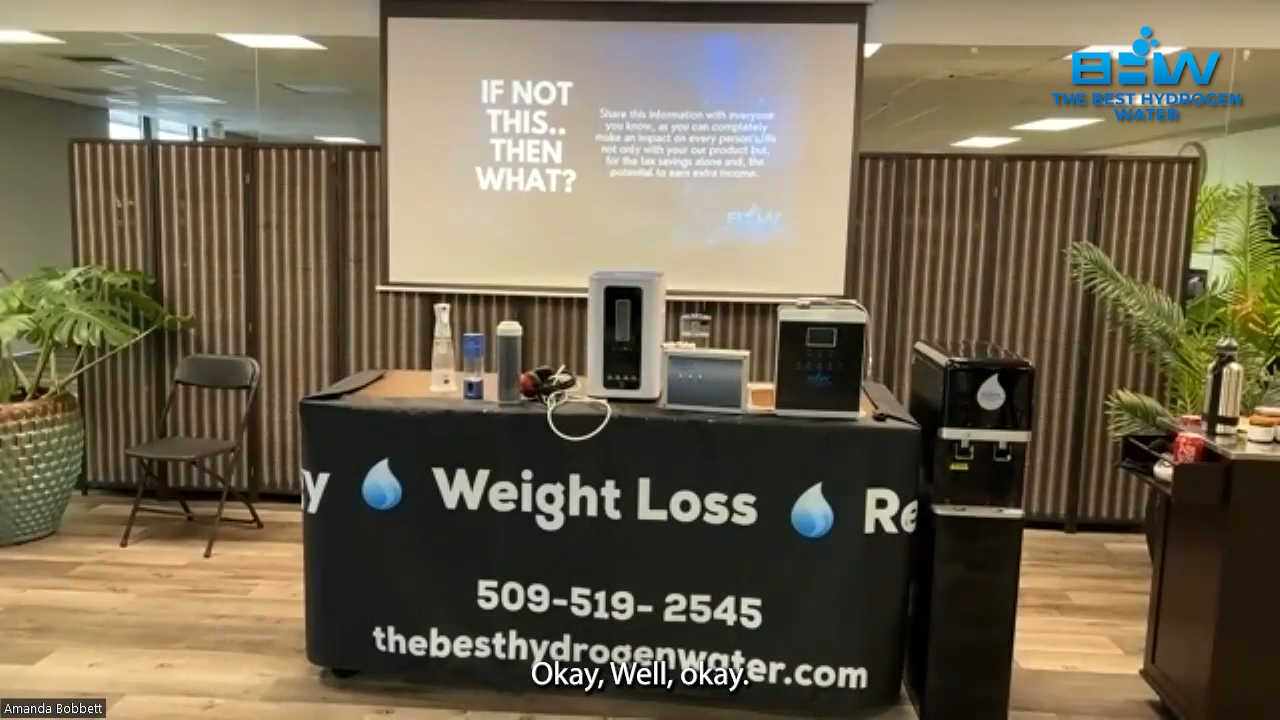 IF NOT
THIS..
THEN
WHAT?
Share this information with everyone
you know, as you can completely
make an impact on every person's life
not only with your our product but,
for the tax savings alone and, the
potential to earn extra income.
BHW
BHW
THE BEST HYDROGEN
WATER
Weight Loss
Re
509-519- 2545
thebesthydrogenwater.com
Okay, Well, okay.
Amanda Bobbett